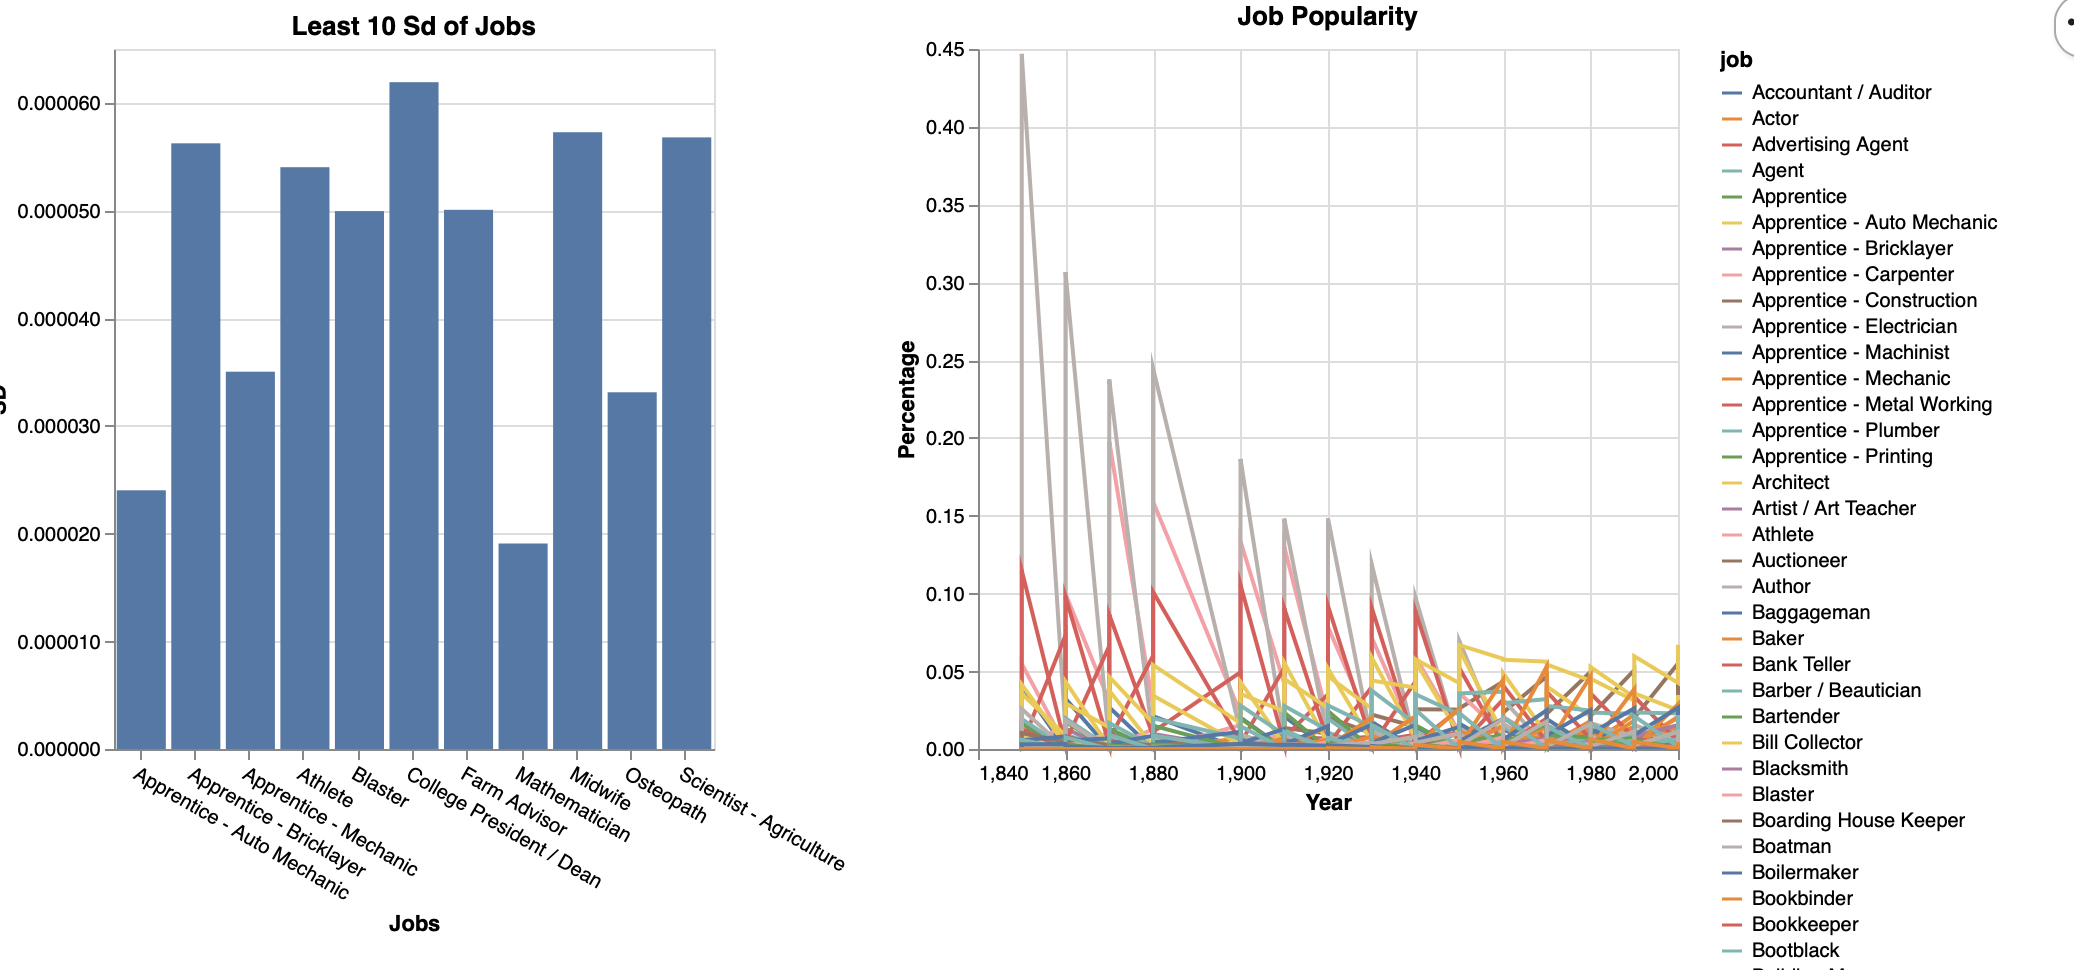 Least 10 Sd of Jobs
0.000060
0.000050
0.000040
0.000030
0.000020
0.000010
0.000000
Apprentice - Auto Mechanic
Apprentice - Bricklayer
Apprentice - Mechanic
Athlete
Blaster
College President / Dean
Farm Advisor
Mathematician
Midwife
Osteopath
Scientist - Agriculture
Jobs
Job Popularity
Percentage
0.45
0.40
0.35
0.30
0.25
0.20
0.15
0.10
0.05
0.00
1,840 1,860 1,880 1,900 1,920 1,940 1,960 1,980 2,000
Year
job
Accountant / Auditor
Actor
Advertising Agent
Agent
Apprentice
Apprentice - Auto Mechanic
Apprentice - Bricklayer
Apprentice - Carpenter
Apprentice - Construction
Apprentice - Electrician
Apprentice - Machinist
Apprentice - Mechanic
Apprentice - Metal Working
Apprentice - Plumber
Apprentice - Printing
Architect
Artist / Art Teacher
Athlete
Auctioneer
Author
Baggageman
Baker
Bank Teller
Barber / Beautician
Bartender
Bill Collector
Blacksmith
Blaster
Boarding House Keeper
Boatman
Boilermaker
Bookbinder
Bookkeeper
Bootblack